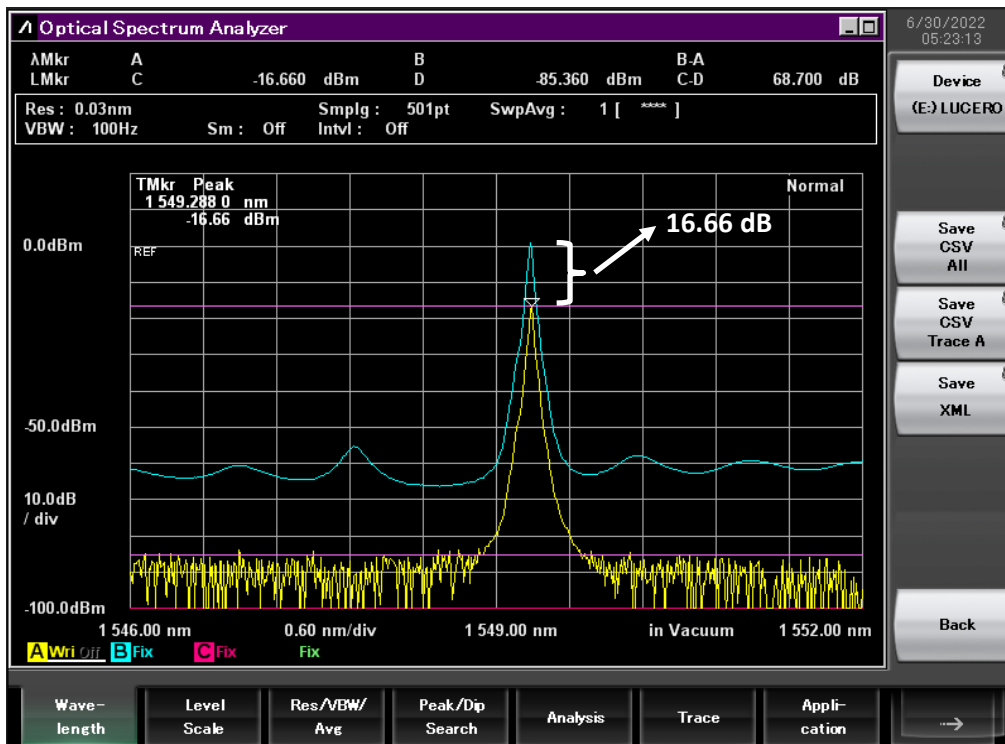 Optical Spectrum Analyzer
6/30/2022
05:23:13
λMkr A B B-A
LMkr C -16.660 dBm D -85.360 dBm C-D 68.700 dB
Res : 0.03nm Smplg : 501pt SwpAvg : 1 [ **** ]
VBW : 100Hz Sm : Off Intvl : Off
TMkr Peak
1 549.288 0 nm
-16.66 dBm
Normal
16.66 dB
0.0dBm
REF
-50.0dBm
10.0dB
/ div
-100.0dBm
1 546.00 nm 0.60 nm/div 1 549.00 nm in Vacuum 1 552.00 nm
A Wri Off B Fix C Fix Fix
Device
(E:) LUCERO
Save
CSV
All
Save
CSV
Trace A
Save
XML
Back
Wave-
length
Level
Scale
Res/VBW/
Avg
Peak/Dip
Search
Analysis
Trace
Appli-
cation